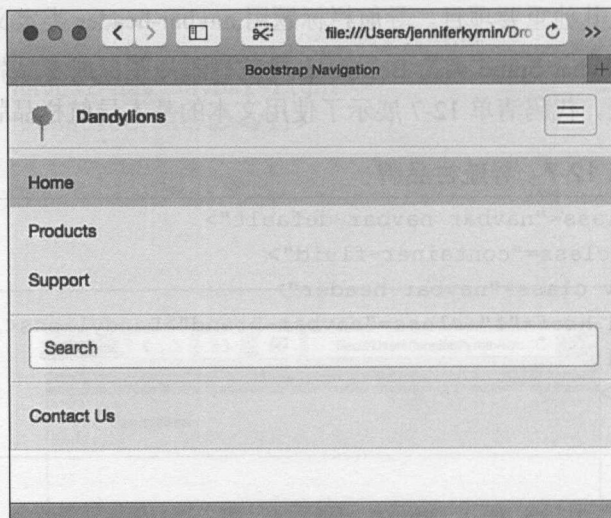 file:///Users/jenniferkyrnin/Dro
Bootstrap Navigation
Dandylions
Home
Products
Support
Search
Contact Us